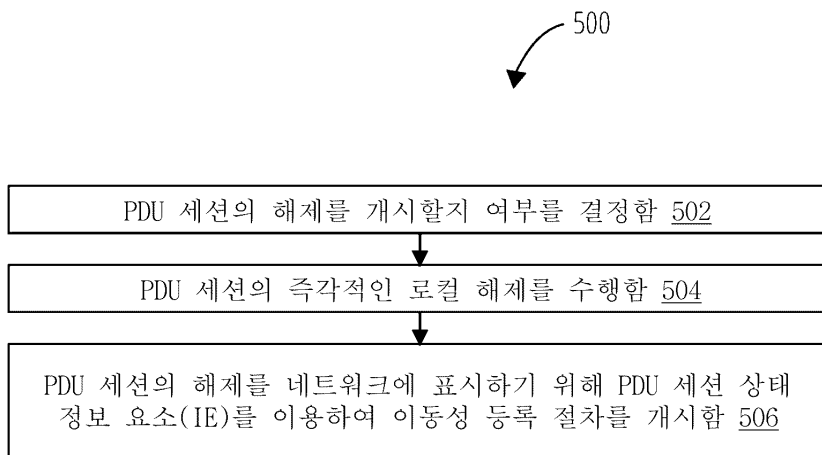 500
PDU 세션의 해제를 개시할지 여부를 결정함 502
PDU 세션의 즉각적인 로컬 해제를 수행함 504
PDU 세션의 해제를 네트워크에 표시하기 위해 PDU 세션 상태
정보 요소(IE)를 이용하여 이동성 등록 절차를 개시함 506